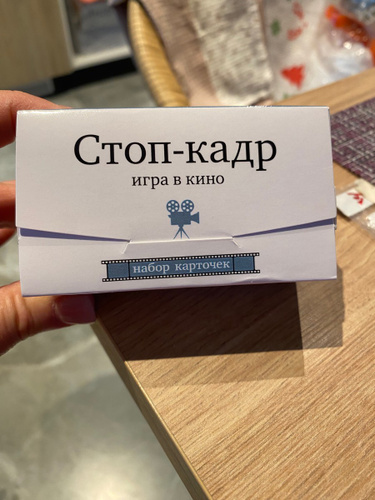 Стоп-кадр
игра в кино
набор карточек